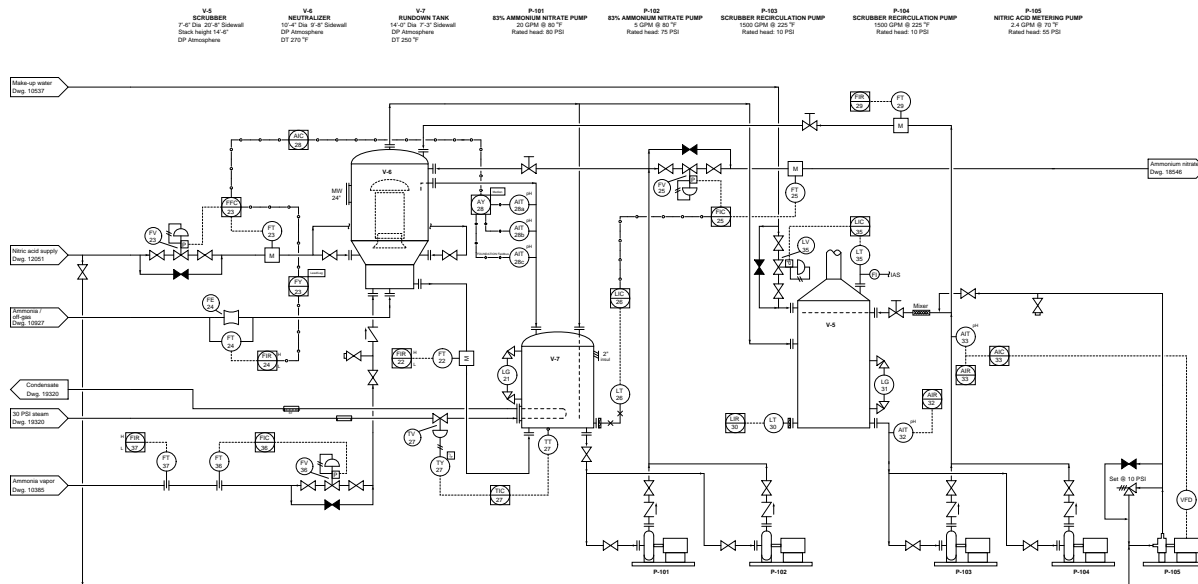 V-5
SCRUBBER
7'-6" Dia 20'-8" Sidewall
Stack height 14'-6"
DP Atmosphere
V-6
NEUTRALIZER
10'-4" Dia 9'-8" Sidewall
DP Atmosphere
DT 270 °F
V-7
RUNDOWN TANK
14'-0" Dia 7'-3" Sidewall
DP Atmosphere
DT 250 °F
P-101
83% AMMONIUM NITRATE PUMP
20 GPM @ 80 °F
Rated head: 80 PSI
P-102
83% AMMONIUM NITRATE PUMP
5 GPM @ 80 °F
Rated head: 75 PSI
P-103
SCRUBBER RECIRCULATION PUMP
1500 GPM @ 225 °F
Rated head: 10 PSI
P-104
SCRUBBER RECIRCULATION PUMP
1500 GPM @ 225 °F
Rated head: 10 PSI
P-105
NITRIC ACID METERING PUMP
2.4 GPM @ 70 °F
Rated head: 55 PSI
Make-up water
Dwg. 10537
FIR
29
FT
29
M
AIC
28
V-6
MW
24"
Ammonium nitrate
Dwg. 18546
M
FV
25
P
FT
25
FIC
25
AY
28
AIT
28a
pH
AIT
28b
pH
AIT
28c
pH
FFC
23
FV
23
P
FT
23
M
Nitric acid supply
Dwg. 12051
FY
23
LIC
35
LV
35
P
LT
35
FI
IAS
LIC
26
Ammonia /
off-gas
Dwg. 10927
FE
24
FT
24
FIR
24
H
L
FIR
22
H
L
FT
22
M
V-7
2"
LG
21
LT
26
V-5
Mixer
AIT
33
pH
AIR
33
AIC
33
LG
31
AIR
32
AIT
32
pH
LIR
30
LT
30
Condensate
Dwg. 19320
30 PSI steam
Dwg. 19320
TV
27
TY
27
TT
27
TIC
27
FIR
37
H
L
FT
37
FT
36
FIC
36
FV
36
P
Ammonia vapor
Dwg. 10385
Set @ 10 PSI
VFD
P-101
P-102
P-103
P-104
P-105